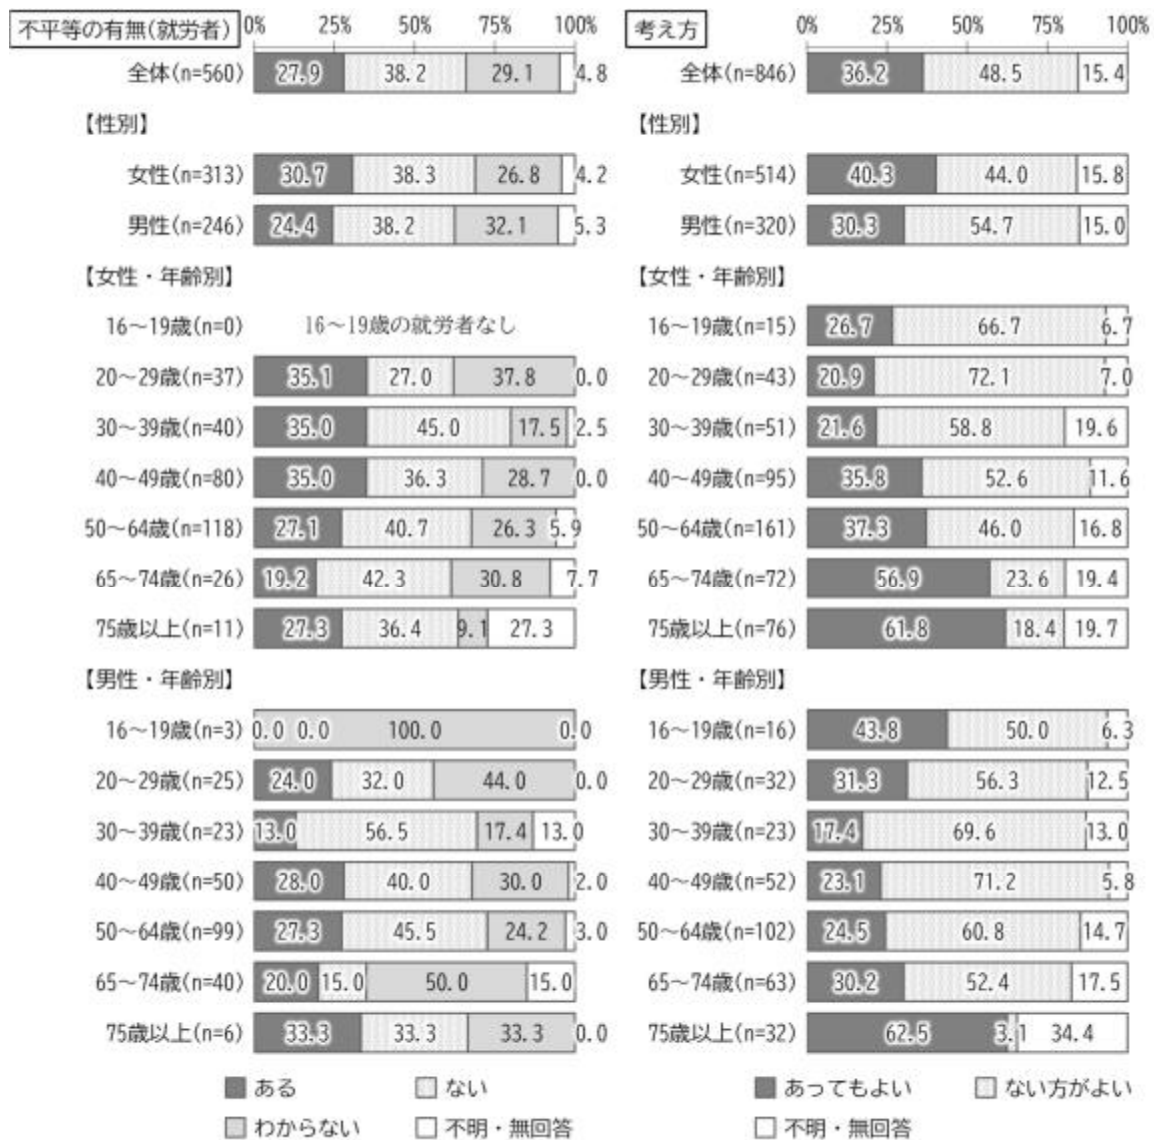 不平等の有無(就労者) 0% 25% 50% 75% 100%
全体(n=560) 27.9 38.2 29.1 4.8
【性別】
女性(n=313) 30.7 38.3 26.8 4.2
男性(n=246) 24.4 38.2 32.1 5.3
【女性・年齢別】
16～19歳(n=0) 16～19歳の就労者なし
20～29歳(n=37) 35.1 27.0 37.8 0.0
30～39歳(n=40) 35.0 45.0 17.5 2.5
40～49歳(n=80) 35.0 36.3 28.7 0.0
50～64歳(n=118) 27.1 40.7 26.3 5.9
65～74歳(n=26) 19.2 42.3 30.8 7.7
75歳以上(n=11) 27.3 36.4 9.1 27.3
【男性・年齢別】
16～19歳(n=3) 0.0 0.0 100.0 0.0
20～29歳(n=25) 24.0 32.0 44.0 0.0
30～39歳(n=23) 13.0 56.5 17.4 13.0
40～49歳(n=50) 28.0 40.0 30.0 2.0
50～64歳(n=99) 27.3 45.5 24.2 3.0
65～74歳(n=40) 20.0 15.0 50.0 15.0
75歳以上(n=6) 33.3 33.3 33.3 0.0
ある ない
わからない 不明・無回答
考え方 0% 25% 50% 75% 100%
全体(n=846) 36.2 48.5 15.4
【性別】
女性(n=514) 40.3 44.0 15.8
男性(n=320) 30.3 54.7 15.0
【女性・年齢別】
16～19歳(n=15) 26.7 66.7 6.7
20～29歳(n=43) 20.9 72.1 7.0
30～39歳(n=51) 21.6 58.8 19.6
40～49歳(n=95) 35.8 52.6 11.6
50～64歳(n=161) 37.3 46.0 16.8
65～74歳(n=72) 56.9 23.6 19.4
75歳以上(n=76) 61.8 18.4 19.7
【男性・年齢別】
16～19歳(n=16) 43.8 50.0 6.3
20～29歳(n=32) 31.3 56.3 12.5
30～39歳(n=23) 17.4 69.6 13.0
40～49歳(n=52) 23.1 71.2 5.8
50～64歳(n=102) 24.5 60.8 14.7
65～74歳(n=63) 30.2 52.4 17.5
75歳以上(n=32) 62.5 3.1 34.4
あってもよい ない方がよい
不明・無回答